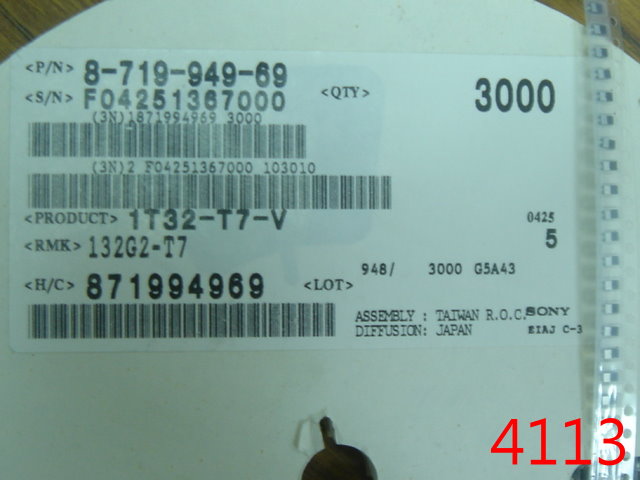 <P/N> 8-719-949-69
<S/N> F04251367000 <QTY> 3000
(3N)1871994969 3000
(3N)2 F04251367000 103010
<PRODUCT> 1T32-T7-V 0425
<RMK> 132G2-T7 5
948/ 3000 G5A43
<H/C> 871994969 <LOT>
ASSEMBLY : TAIWAN R.O.C. SONY
DIFFUSION: JAPAN EIAJ C-3
4113